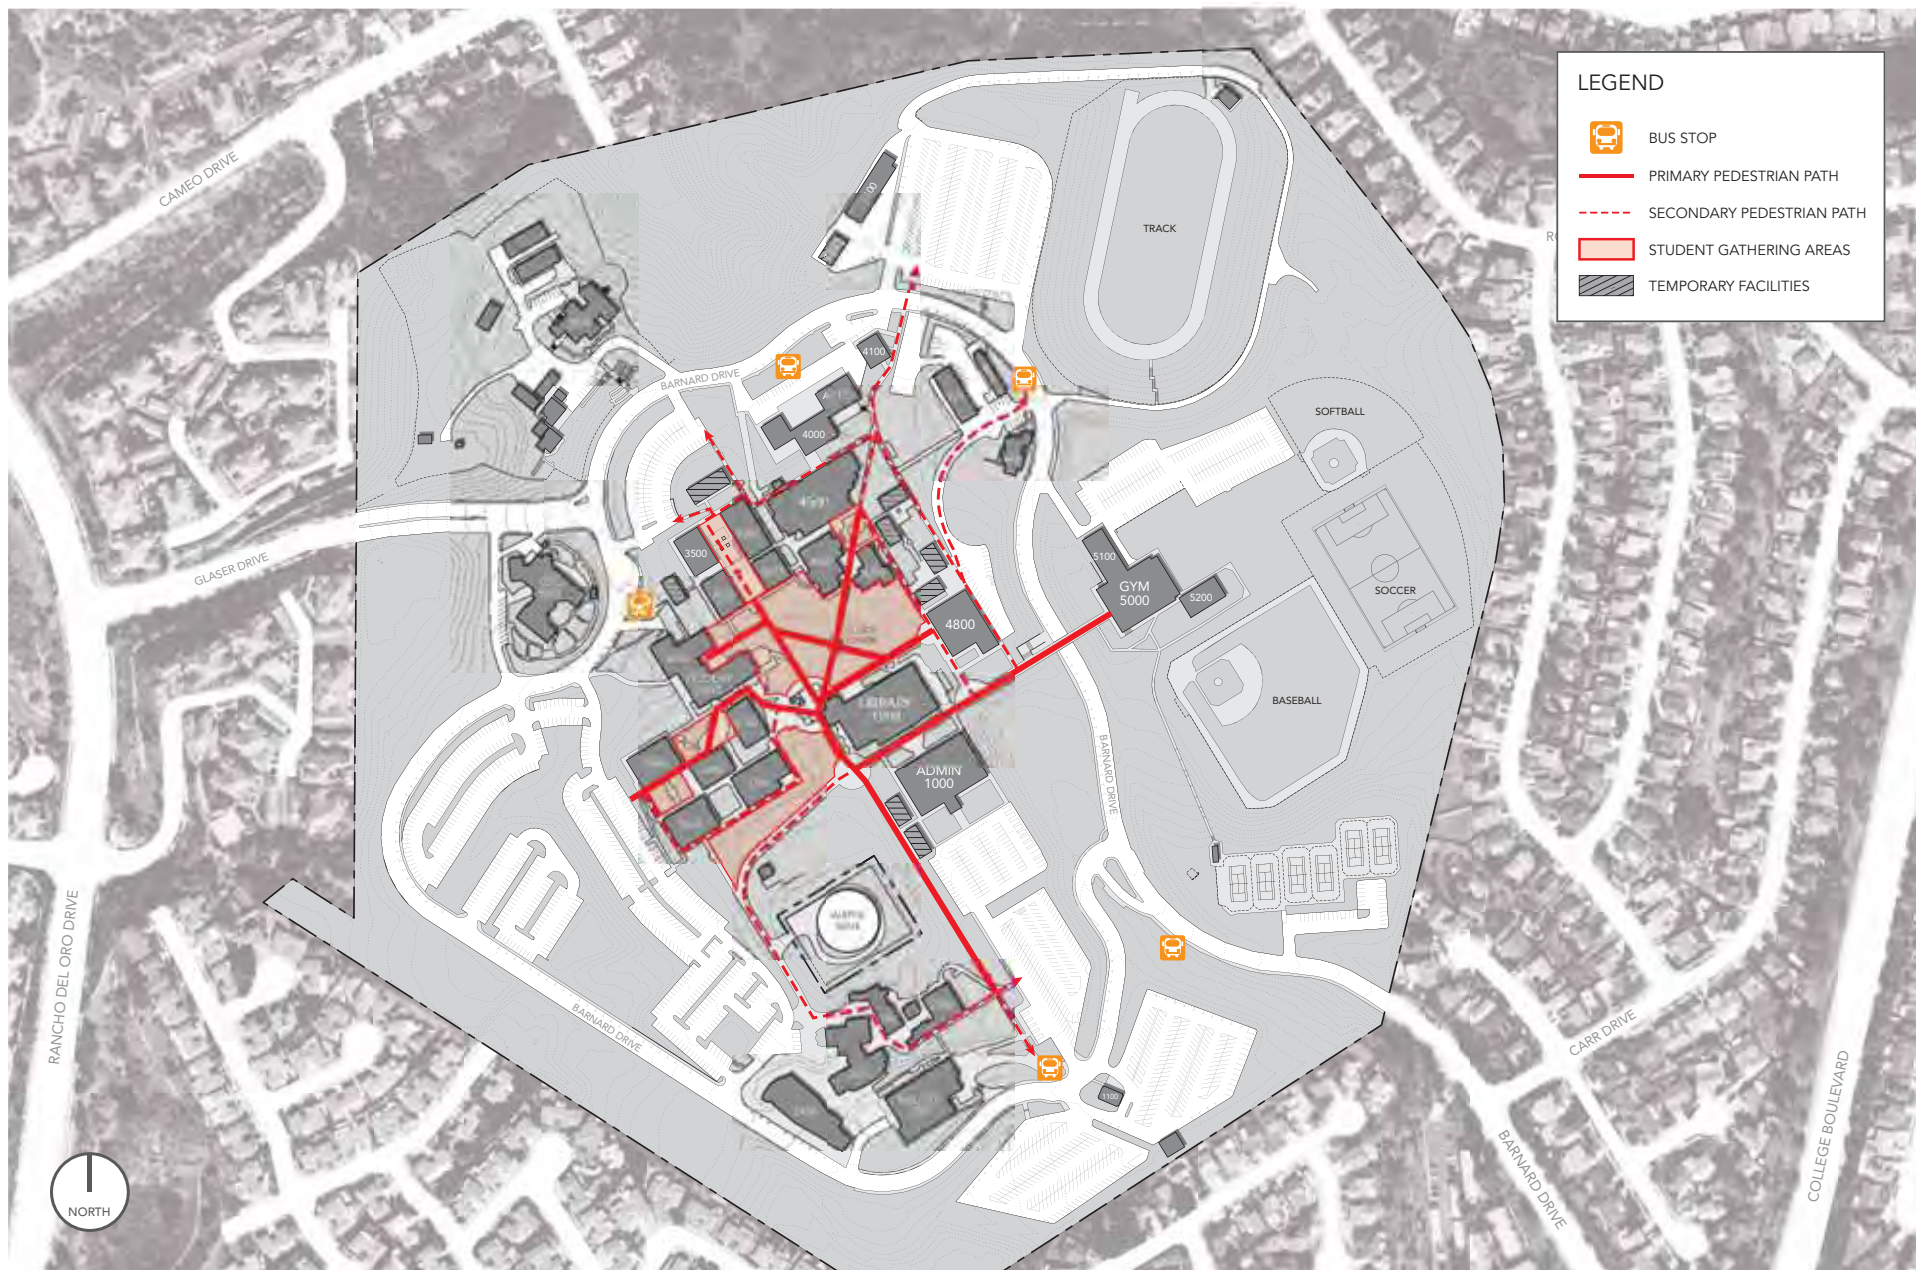 LEGEND
BUS STOP
PRIMARY PEDESTRIAN PATH
SECONDARY PEDESTRIAN PATH
STUDENT GATHERING AREAS
TEMPORARY FACILITIES
CAMEO DRIVE
TRACK
4100
BARNARD DRIVE
4000
SOFTBALL
GLASER DRIVE
3500
5100
GYM
5000
5200
SOCCER
4800
BASEBALL
LIBRARY
ADMIN
1000
BARNARD DRIVE
RANCHO DEL ORO DRIVE
BARNARD DRIVE
CARR DRIVE
1100
BARNARD DRIVE
COLLEGE BOULEVARD
NORTH